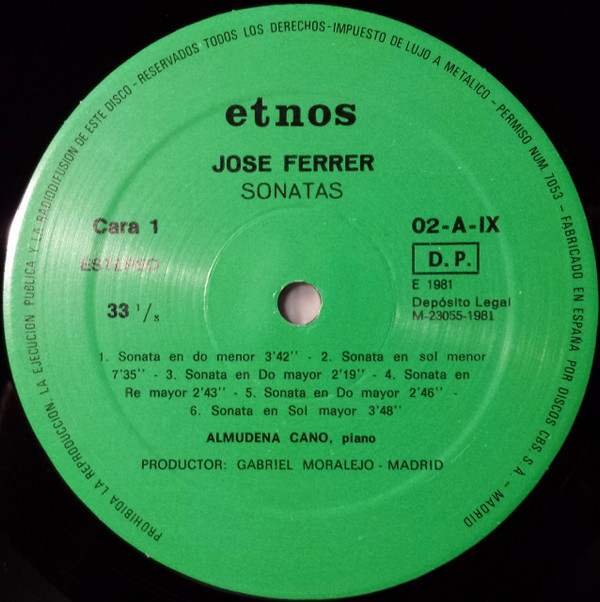 PROHIBIDA LA REPRODUCCION, LA EJECUCION PUBLICA Y LA RADIODIFUSION DE ESTE DISCO - RESERVADOS TODOS LOS DERECHOS - IMPUESTO DE LUJO A METALICO - PERMISO NUM. 7053 - FABRICADO EN ESPAÑA POR DISCOS CBS, S.A - MADRID
etnos
JOSE FERRER
SONATAS
Cara 1
02-A-IX
ESTEREO
D. P.
E 1981
33 1/3
Depósito Legal
M-23055-1981
1. Sonata en do menor 3'42'' - 2. Sonata en sol menor
7'35'' - 3. Sonata en Do mayor 2'19'' - 4. Sonata en
Re mayor 2'43'' - 5. Sonata en Do mayor 2'46'' -
6. Sonata en Sol mayor 3'48''
ALMUDENA CANO, piano
PRODUCTOR: GABRIEL MORALEJO - MADRID